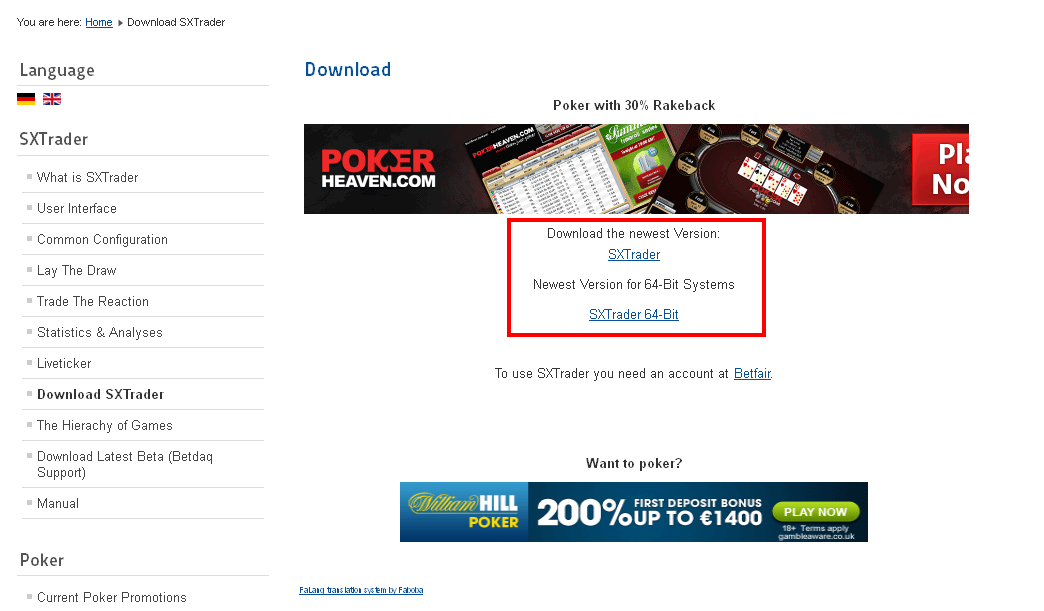 You are here: Home Download SXTrader
Language
SXTrader
What is SXTrader
User Interface
Common Configuration
Lay The Draw
Trade The Reaction
Statistics & Analyses
Liveticker
Download SXTrader
The Hierachy of Games
Download Latest Beta (Betdaq
Support)
Manual
Poker
Current Poker Promotions
Download
Poker with 30% Rakeback
POKER
HEAVEN.COM
POKERHEAVEN.COM
Summer
Pla
No
Download the newest Version:
SXTrader
Newest Version for 64-Bit Systems
SXTrader 64-Bit
To use SXTrader you need an account at Betfair.
Want to poker?
William HILL
POKER
200% FIRST DEPOSIT BONUS
UP TO €1400
PLAY NOW
18+ Terms apply
gambleaware.co.uk
FaLang translation system by Faboba